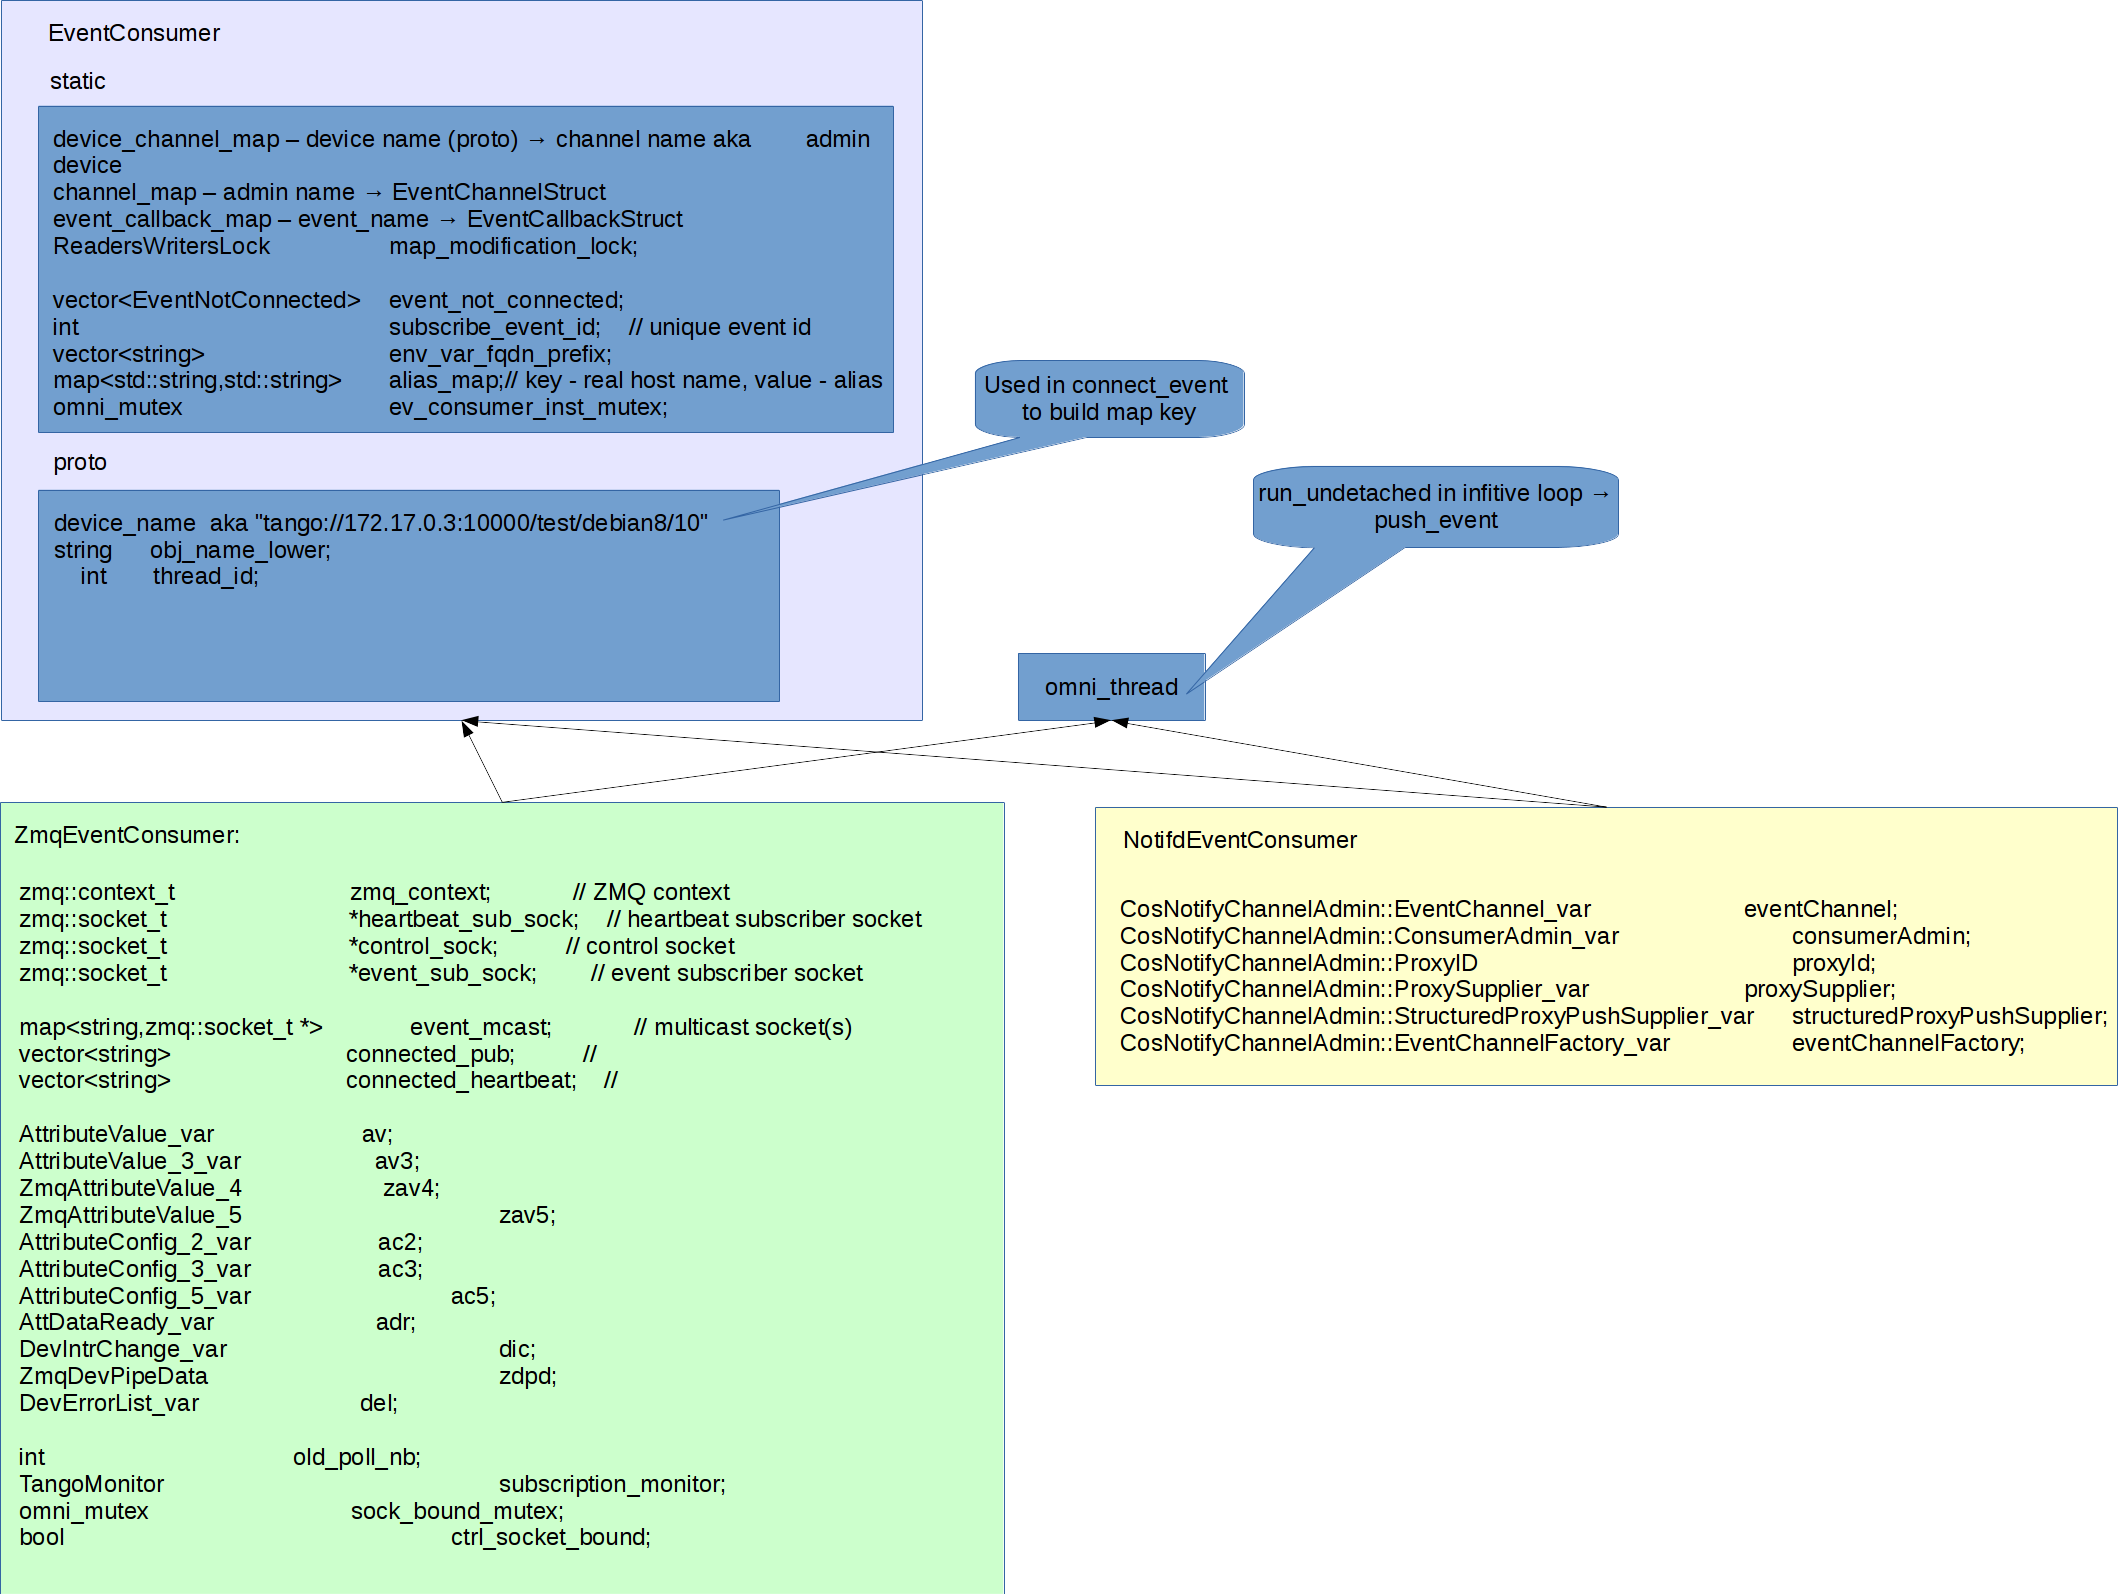 EventConsumer
static
device_channel_map – device name (proto) → channel name aka admin
device
channel_map – admin name → EventChannelStruct
event_callback_map – event_name → EventCallbackStruct
ReadersWritersLock map_modification_lock;
vector<EventNotConnected> event_not_connected;
int subscribe_event_id; // unique event id
vector<string> env_var_fqdn_prefix;
map<std::string,std::string> alias_map;// key - real host name, value - alias
omni_mutex ev_consumer_inst_mutex;
proto
device_name aka "tango://172.17.0.3:10000/test/debian8/10"
string obj_name_lower;
int thread_id;
Used in connect_event
to build map key
run_undetached in infitive loop →
push_event
omni_thread
ZmqEventConsumer:
zmq::context_t zmq_context; // ZMQ context
zmq::socket_t *heartbeat_sub_sock; // heartbeat subscriber socket
zmq::socket_t *control_sock; // control socket
zmq::socket_t *event_sub_sock; // event subscriber socket
map<string,zmq::socket_t *> event_mcast; // multicast socket(s)
vector<string> connected_pub; //
vector<string> connected_heartbeat; //
AttributeValue_var av;
AttributeValue_3_var av3;
ZmqAttributeValue_4 zav4;
ZmqAttributeValue_5 zav5;
AttributeConfig_2_var ac2;
AttributeConfig_3_var ac3;
AttributeConfig_5_var ac5;
AttDataReady_var adr;
DevIntrChange_var dic;
ZmqDevPipeData zdpd;
DevErrorList_var del;
int old_poll_nb;
TangoMonitor subscription_monitor;
omni_mutex sock_bound_mutex;
bool ctrl_socket_bound;
NotifdEventConsumer
CosNotifyChannelAdmin::EventChannel_var eventChannel;
CosNotifyChannelAdmin::ConsumerAdmin_var consumerAdmin;
CosNotifyChannelAdmin::ProxyID proxyId;
CosNotifyChannelAdmin::ProxySupplier_var proxySupplier;
CosNotifyChannelAdmin::StructuredProxyPushSupplier_var structuredProxyPushSupplier;
CosNotifyChannelAdmin::EventChannelFactory_var eventChannelFactory;